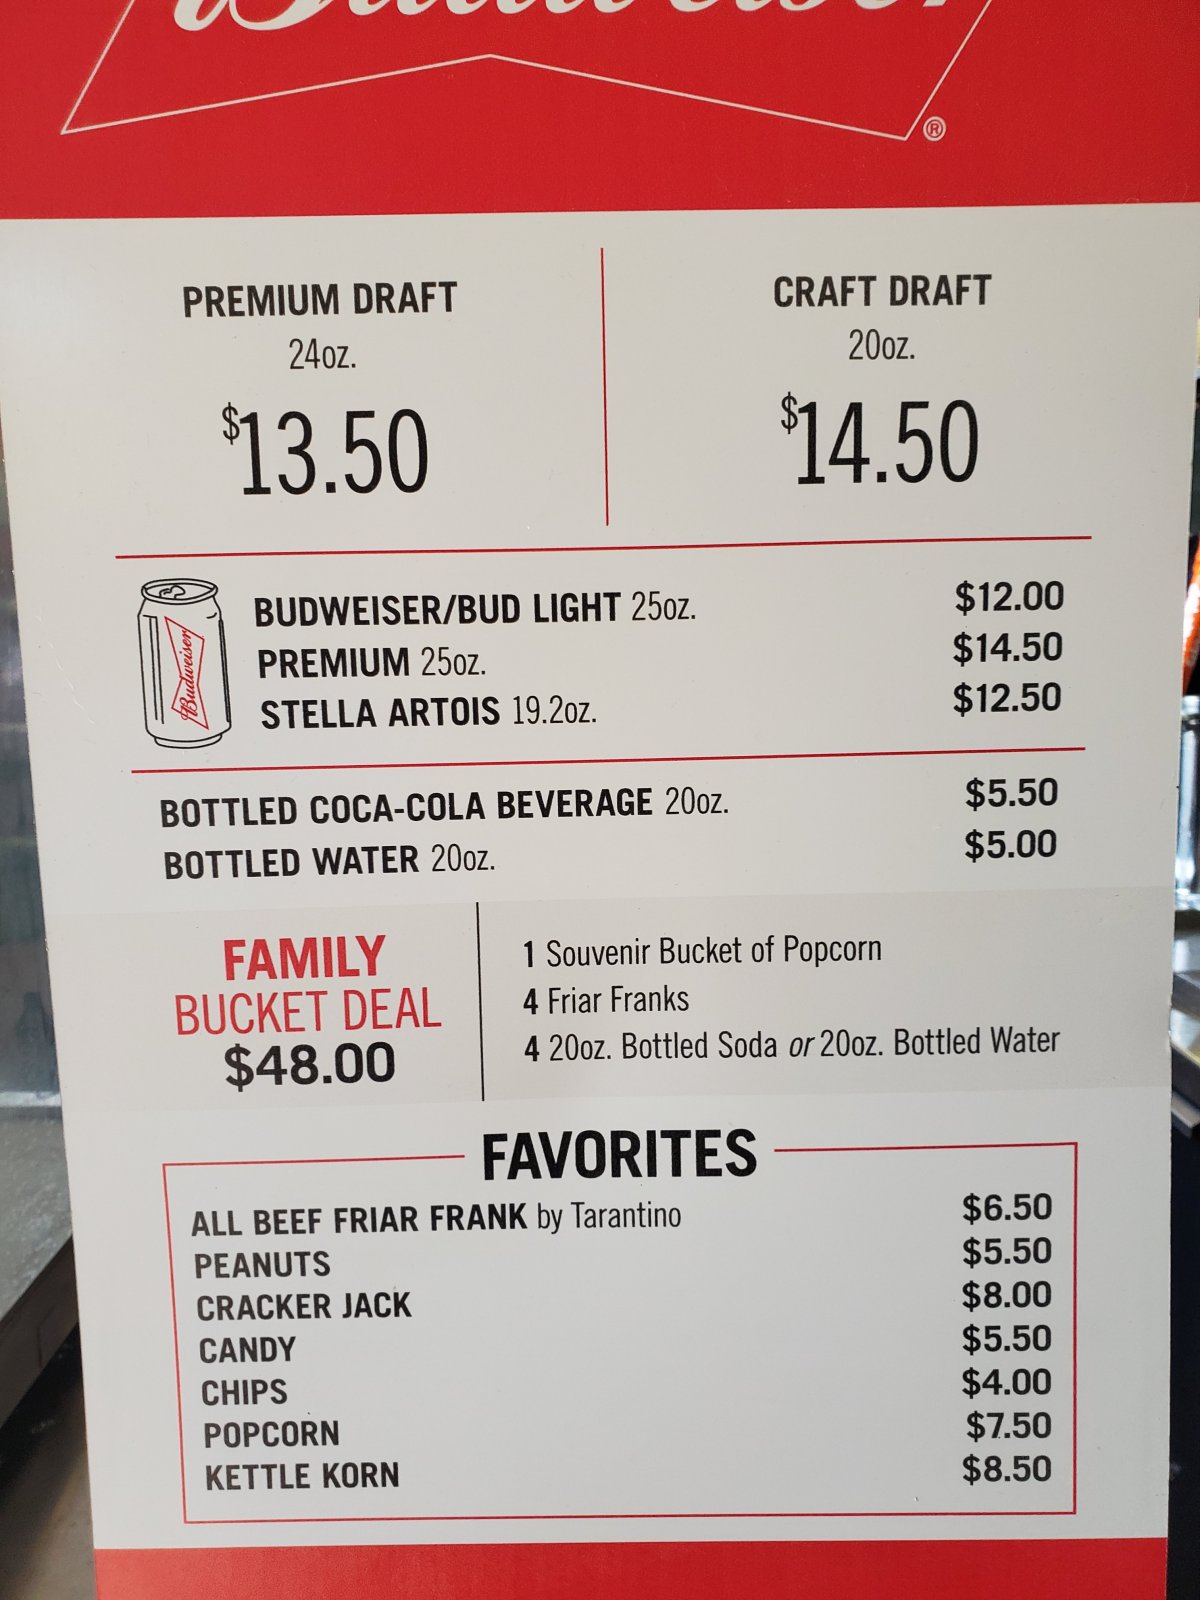 Budweiser
®
PREMIUM DRAFT
24oz.
$13.50
CRAFT DRAFT
20oz.
$14.50
Budweiser
BUDWEISER/BUD LIGHT 25oz. $12.00
PREMIUM 25oz. $14.50
STELLA ARTOIS 19.2oz. $12.50
BOTTLED COCA-COLA BEVERAGE 20oz. $5.50
BOTTLED WATER 20oz. $5.00
FAMILY
BUCKET DEAL
$48.00
1 Souvenir Bucket of Popcorn
4 Friar Franks
4 20oz. Bottled Soda or 20oz. Bottled Water
FAVORITES
ALL BEEF FRIAR FRANK by Tarantino $6.50
PEANUTS $5.50
CRACKER JACK $8.00
CANDY $5.50
CHIPS $4.00
POPCORN $7.50
KETTLE KORN $8.50